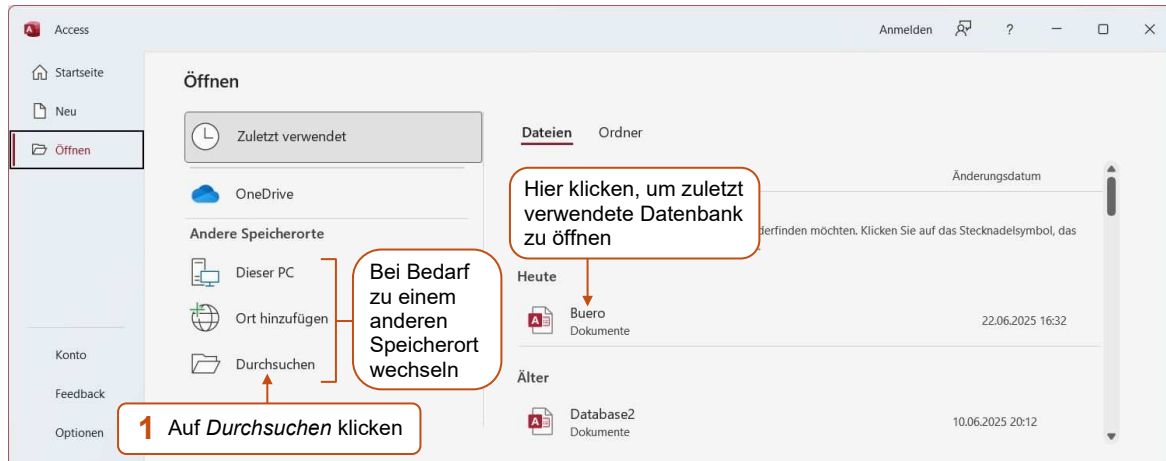 Access
Anmelden
?
Startseite
Neu
Öffnen
Konto
Feedback
Optionen
Öffnen
Zuletzt verwendet
OneDrive
Andere Speicherorte
Dieser PC
Ort hinzufügen
Durchsuchen
Bei Bedarf
zu einem
anderen
Speicherort
wechseln
1 Auf Durchsuchen klicken
Dateien Ordner
Hier klicken, um zuletzt
verwendete Datenbank
zu öffnen
Änderungsdatum
derfinden möchten. Klicken Sie auf das Stecknadelsymbol, das
Heute
Buero
Dokumente
22.06.2025 16:32
Älter
Database2
Dokumente
10.06.2025 20:12